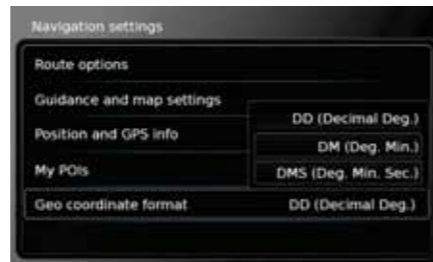 Navigation settings
Route options
Guidance and map settings
DD (Decimal Deg.)
Position and GPS info
DM (Deg. Min.)
My POIs
DMS (Deg. Min. Sec.)
Geo coordinate format DD (Decimal Deg.)